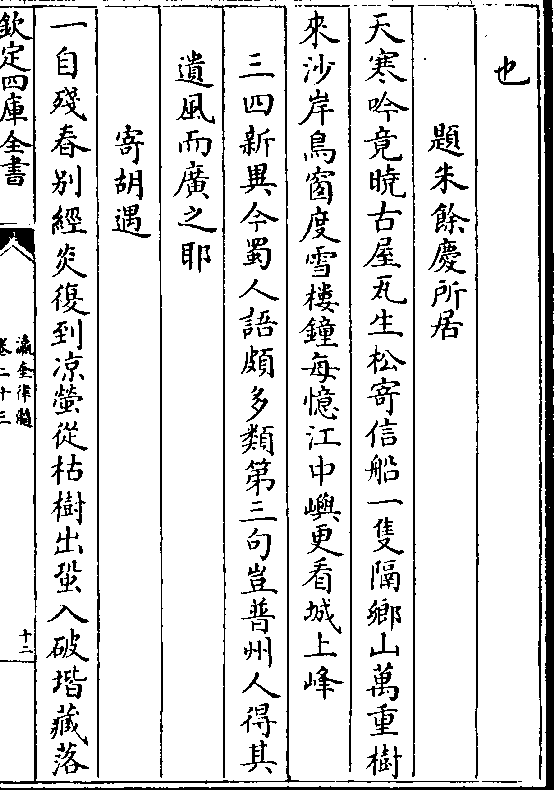 也
題朱餘慶所居
天寒吟竟曉古屋瓦生松寄信船一隻隔鄉山萬重樹
來沙岸鳥窗度雪樓鐘每憶江中嶼更看城上峰
三四新異今蜀人語頗多類第三句豈普州人得其
遺風而廣之耶
寄胡遇
一自殘春别經炎復到凉螢從枯樹出蛩入破堦藏落
欽定四庫全書
瀛奎律髓
卷二十三
十二